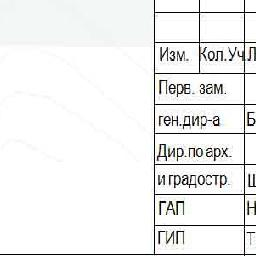 Изм. Кол.Уч
Перв. зам.
ген.дир-а
Дир.по арх.
и градостр.
ГАП
ГИП